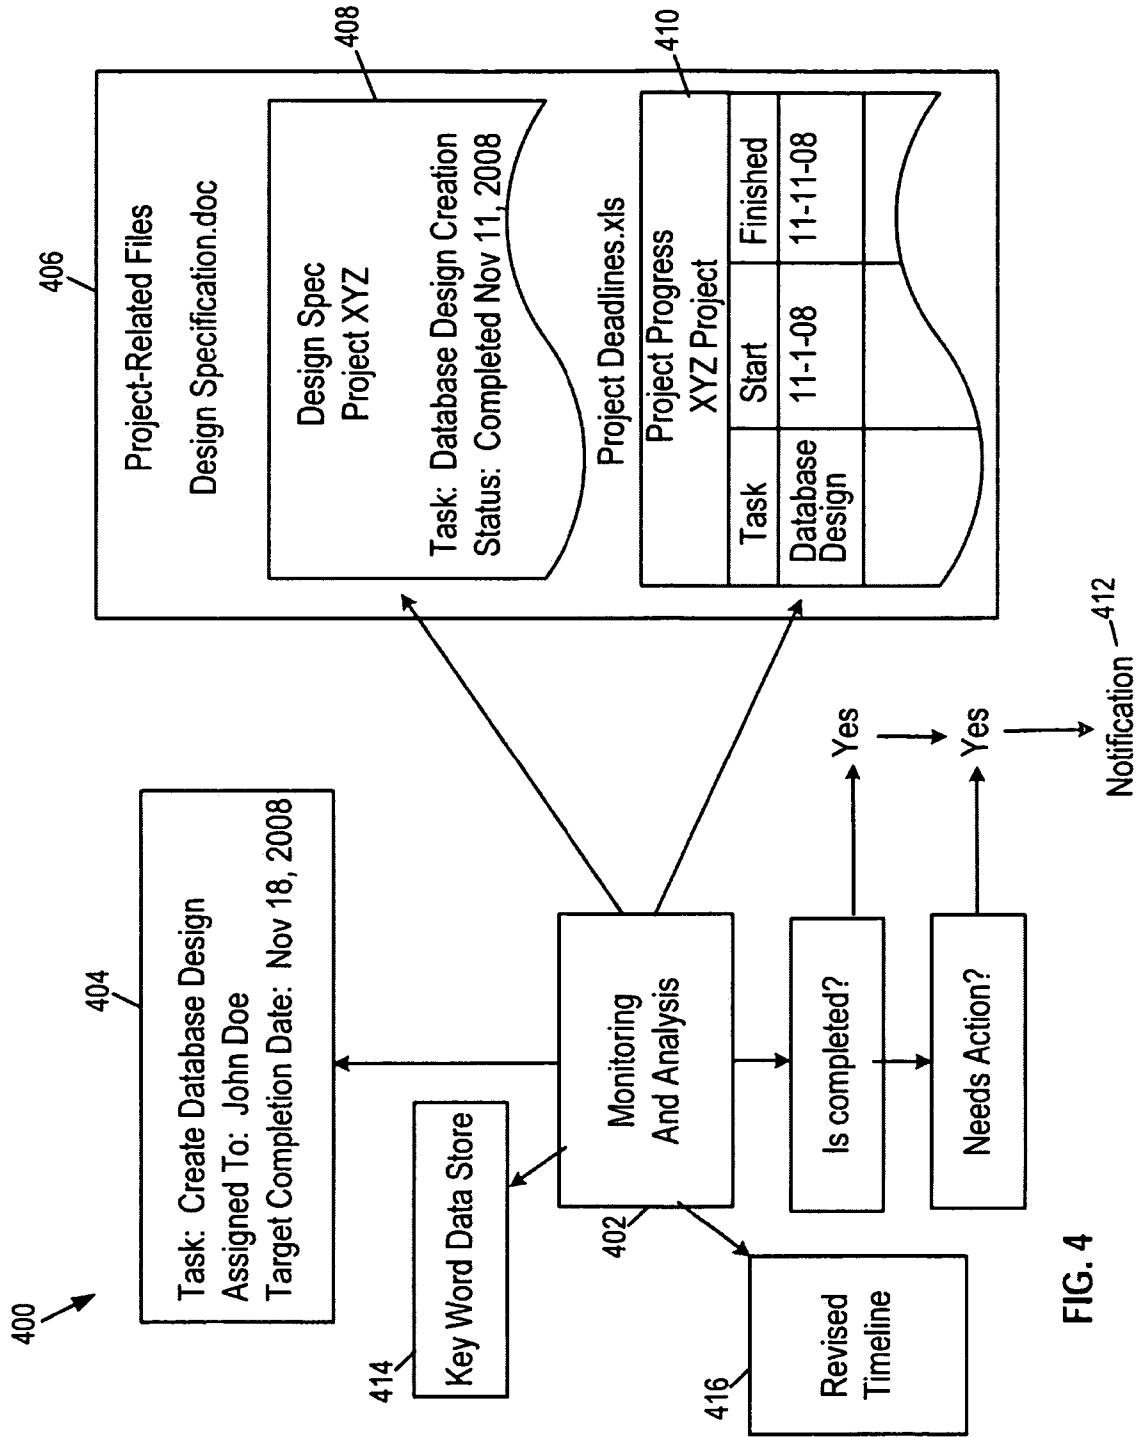 400
404
Task: Create Database Design
Assigned To: John Doe
Target Completion Date: Nov 18, 2008
414
Key Word Data Store
402
Monitoring
And Analysis
416
Revised
Timeline
Is completed?
Yes
Needs Action?
Yes
Notification
412
406
Project-Related Files
Design Specification.doc
408
Design Spec
Project XYZ
Task: Database Design Creation
Status: Completed Nov 11, 2008
Project Deadlines.xls
410
Project Progress
XYZ Project
Task Start Finished
Database
Design
11-1-08 11-11-08
FIG. 4